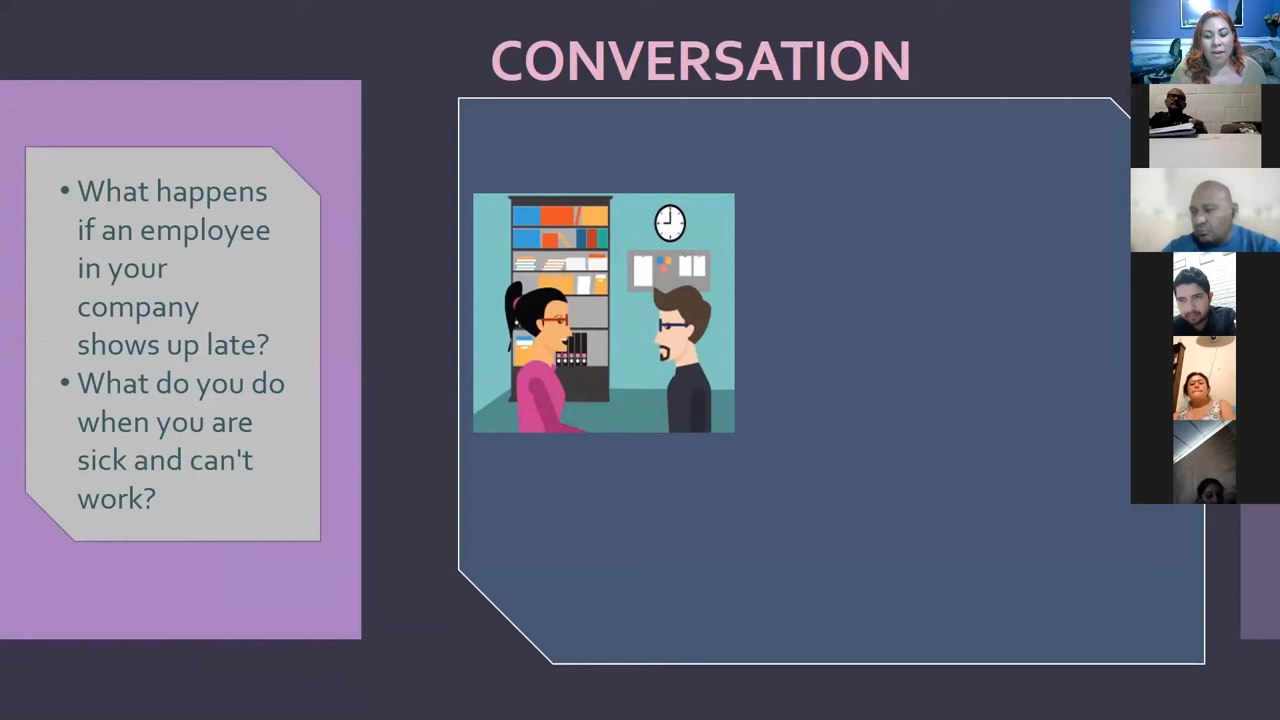 CONVERSATION
• What happens
if an employee
in your
company
shows up late?
• What do you do
when you are
sick and can't
work?